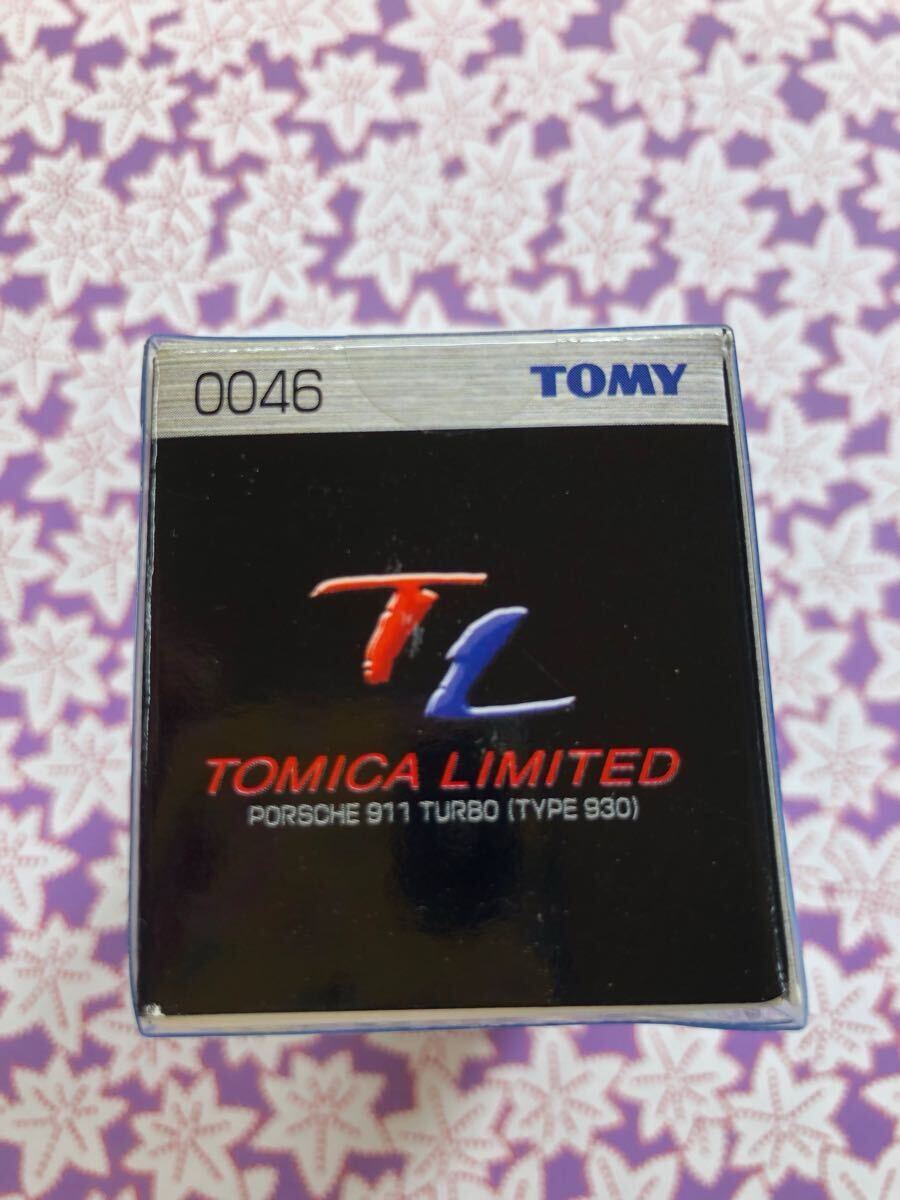 0046 TOMY
TL
TOMICA LIMITED
PORSCHE 911 TURBO (TYPE 930)